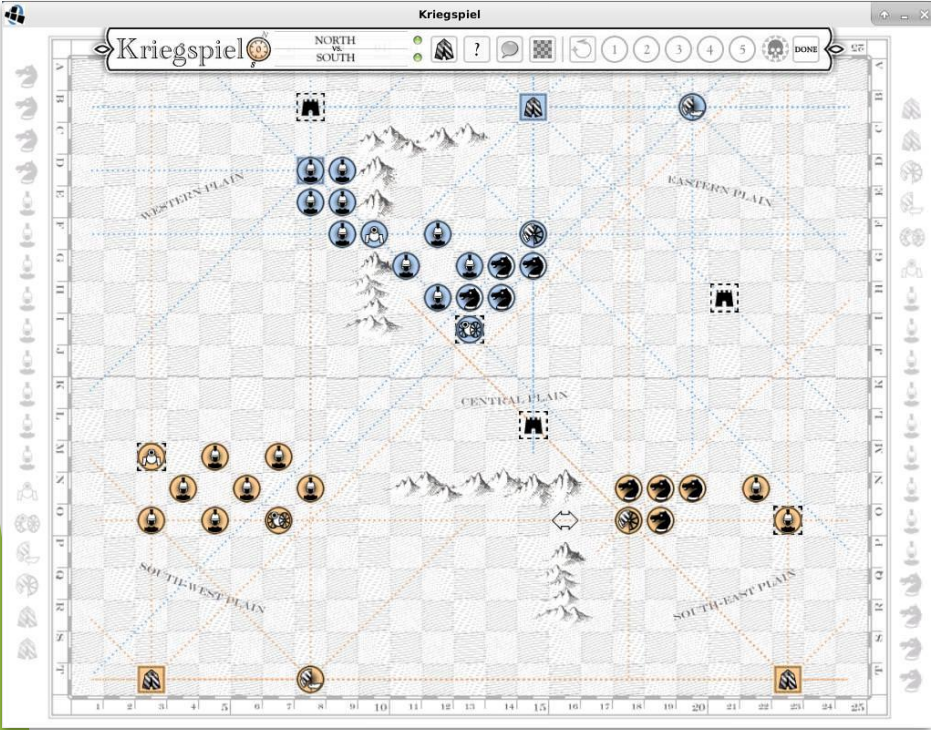 Kriegspiel
Kriegspiel
NORTH
VS.
SOUTH
?
1 2 3 4 5
DONE
25
A A
B B
C C
D D
E E
F F
G G
H H
I I
J J
K K
L L
M M
N N
O O
P P
Q Q
R R
S S
T T
WESTERN PLAIN
EASTERN PLAIN
CENTRAL PLAIN
SOUTH-WEST PLAIN
SOUTH-EAST PLAIN
1 2 3 4 5 6 7 8 9 10 11 12 13 14 15 16 17 18 19 20 21 22 23 24 25